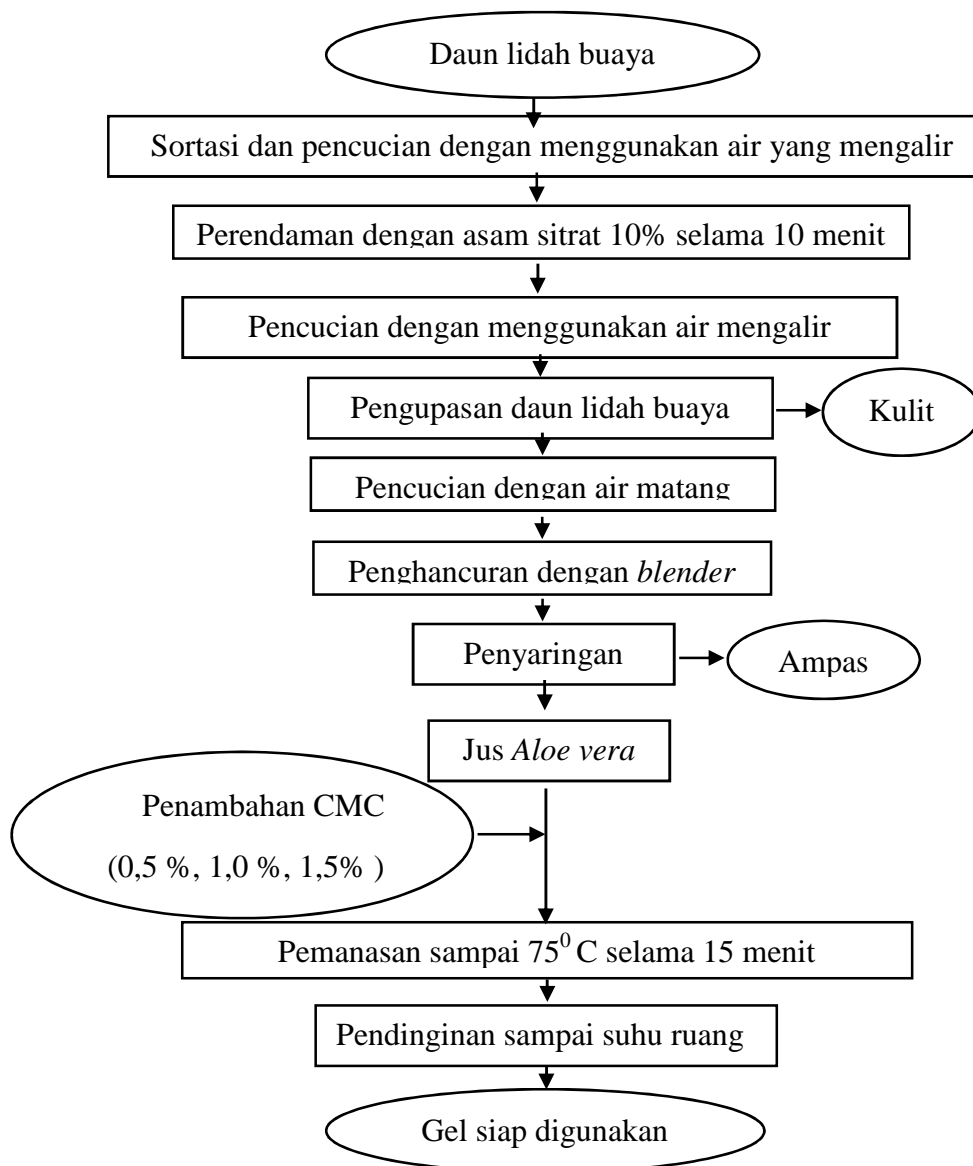 Daun lidah buaya
Sortasi dan pencucian dengan menggunakan air yang mengalir
Perendaman dengan asam sitrat 10% selama 10 menit
Pencucian dengan menggunakan air mengalir
Pengupasan daun lidah buaya
Kulit
Pencucian dengan air matang
Penghancuran dengan blender
Penyaringan
Ampas
Jus Aloe vera
Penambahan CMC
(0,5 %, 1,0 %, 1,5% )
Pemanasan sampai 75⁰ C selama 15 menit
Pendinginan sampai suhu ruang
Gel siap digunakan